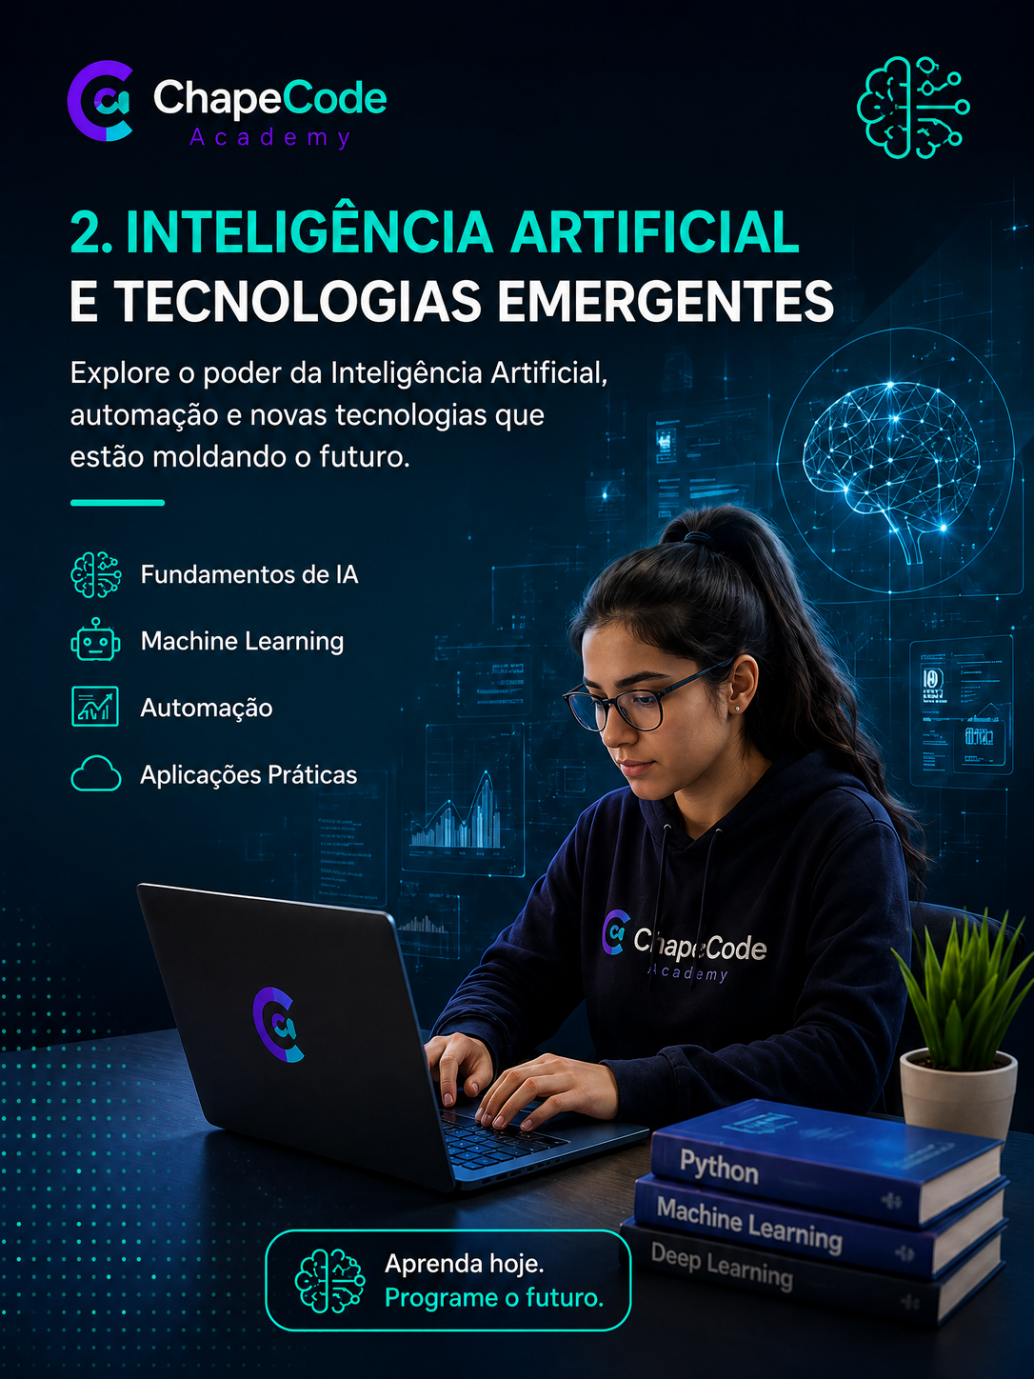 ChapeCode
Academy
2. INTELIGÊNCIA ARTIFICIAL
E TECNOLOGIAS EMERGENTES
Explore o poder da Inteligência Artificial,
automação e novas tecnologias que
estão moldando o futuro.
Fundamentos de IA
Machine Learning
Automação
Aplicações Práticas
ChapeCode
Academy
Python
Machine Learning
Deep Learning
Aprenda hoje.
Programe o futuro.